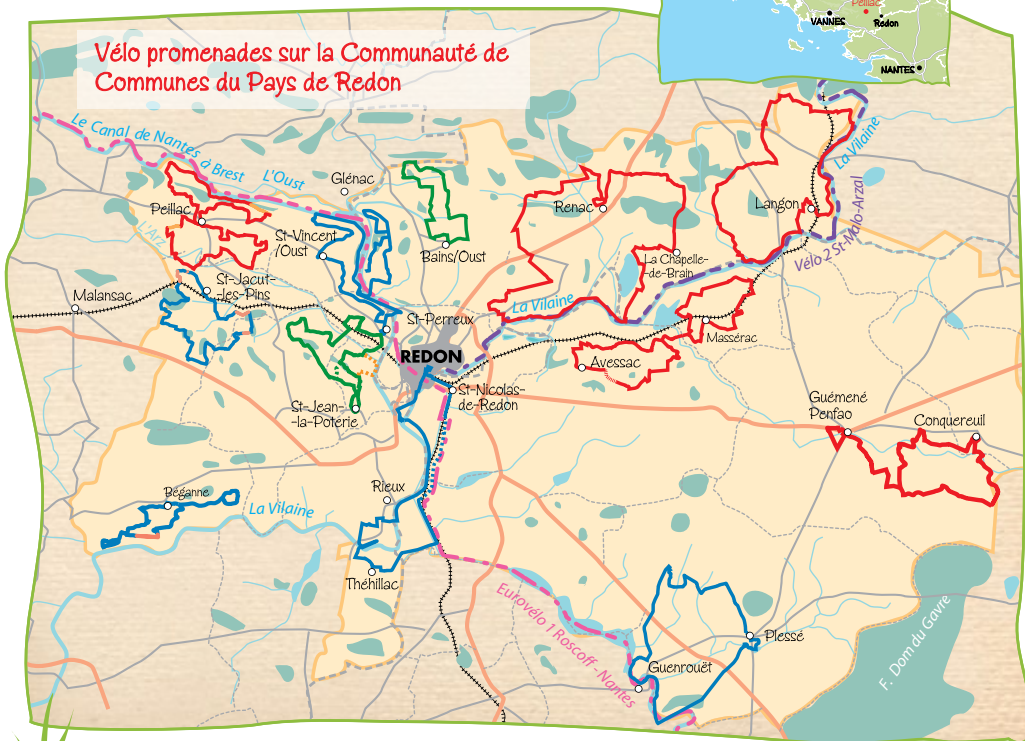 Vélo promenades sur la Communauté de
Communes du Pays de Redon
Peillac
VANNES
Redon
NANTES
Le Canal de Nantes à Brest
L'Oust
Glénac
La Vilaine
Peillac
L'Arz
St-Vincent
/Oust
Bains/Oust
Renac
Langon
La Chapelle-
-de-Brain
Vélo 2 St-Malo-Arzal
St-Jacut-
-les-Pins
Malansac
La Vilaine
St-Perreux
Massérac
REDON
Avessac
St-Nicolas-
de-Redon
St-Jean-
-la-Poterie
Guémené
Penfao
Conquereuil
Rieux
Béganne
La Vilaine
Théhillac
Eurovélo 1 Roscoff - Nantes
Plessé
Guenrouët
F. Dom du Gavre